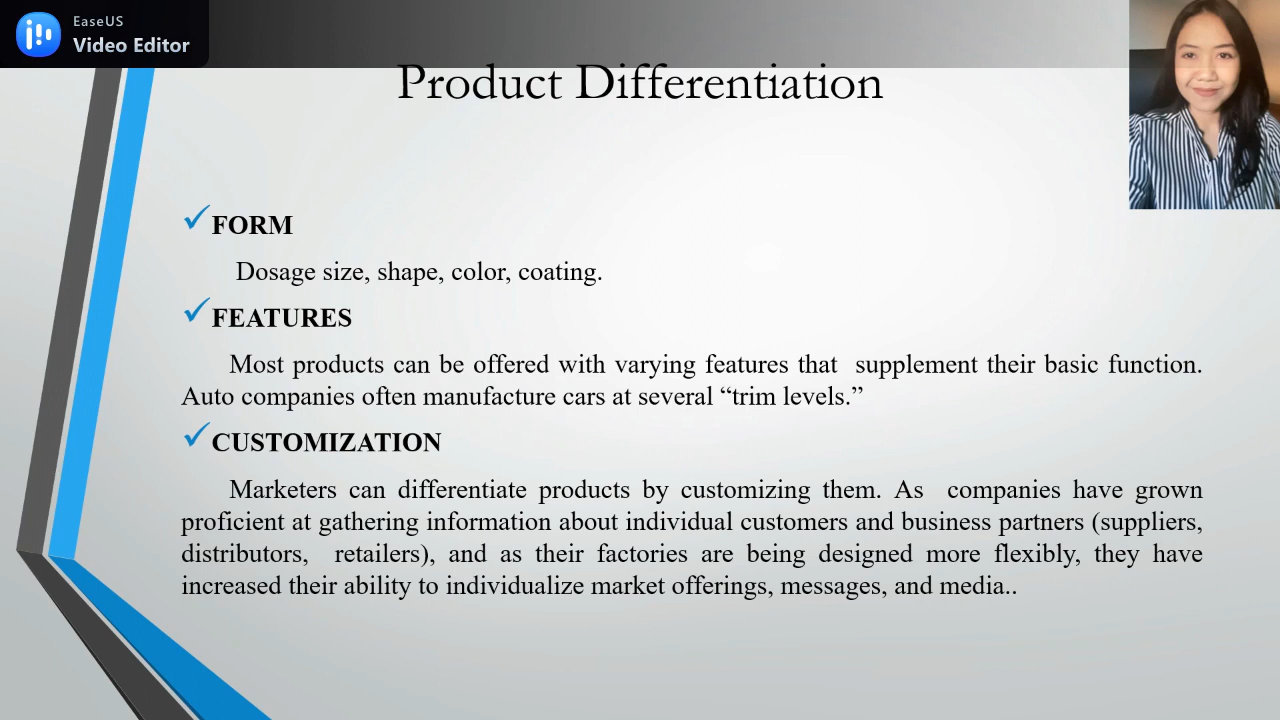 EaseUS
Video Editor
Product Differentiation
FORM
Dosage size, shape, color, coating.
FEATURES
Most products can be offered with varying features that supplement their basic function.
Auto companies often manufacture cars at several “trim levels.”
CUSTOMIZATION
Marketers can differentiate products by customizing them. As companies have grown
proficient at gathering information about individual customers and business partners (suppliers,
distributors, retailers), and as their factories are being designed more flexibly, they have
increased their ability to individualize market offerings, messages, and media..